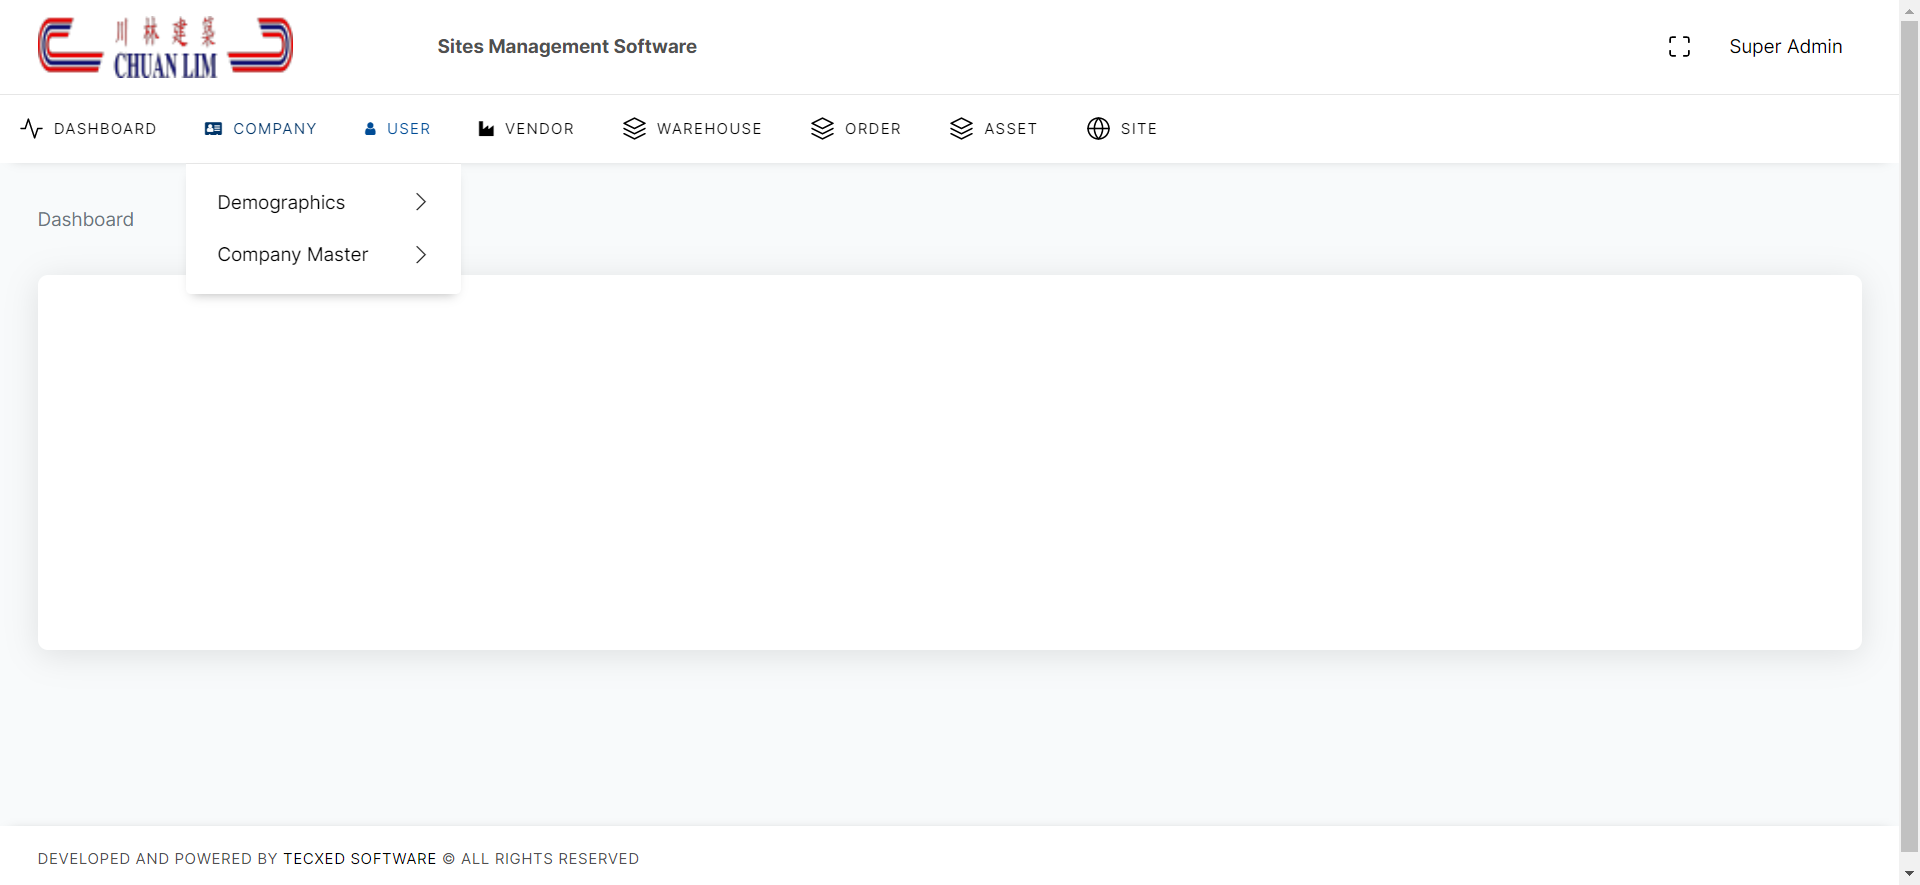 川林建築
CHUAN LIM
Sites Management Software
Super Admin
DASHBOARD
COMPANY
USER
VENDOR
WAREHOUSE
ORDER
ASSET
SITE
Demographics
Company Master
Dashboard
DEVELOPED AND POWERED BY TECXED SOFTWARE © ALL RIGHTS RESERVED